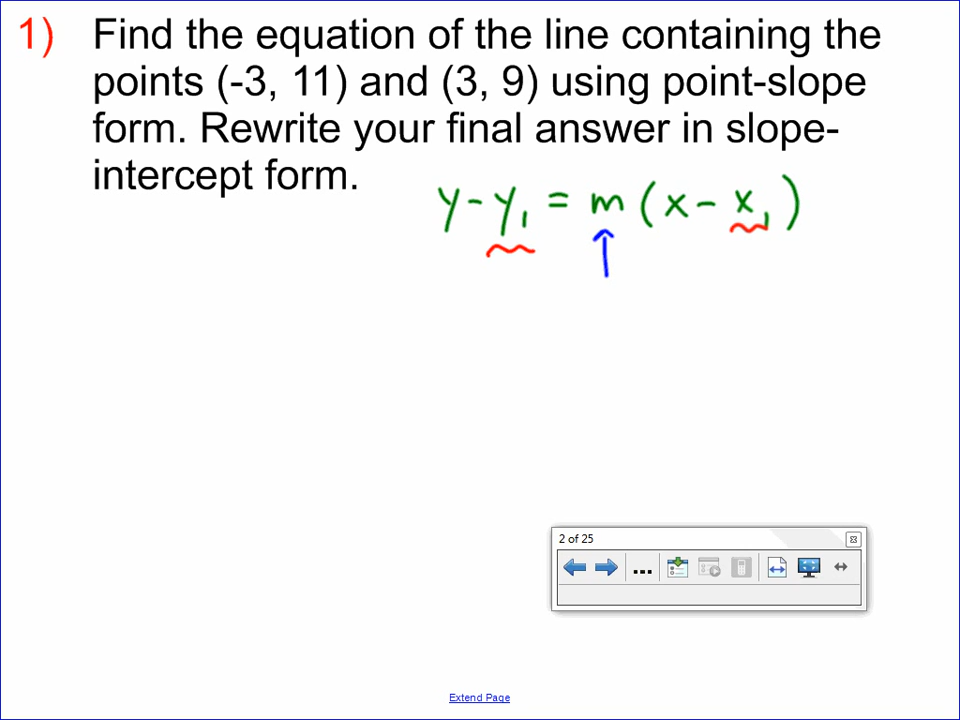 1) Find the equation of the line containing the
points (-3, 11) and (3, 9) using point-slope
form. Rewrite your final answer in slope-
intercept form.
y - y₁ = m (x - x₁)
2 of 25
...
Extend Page